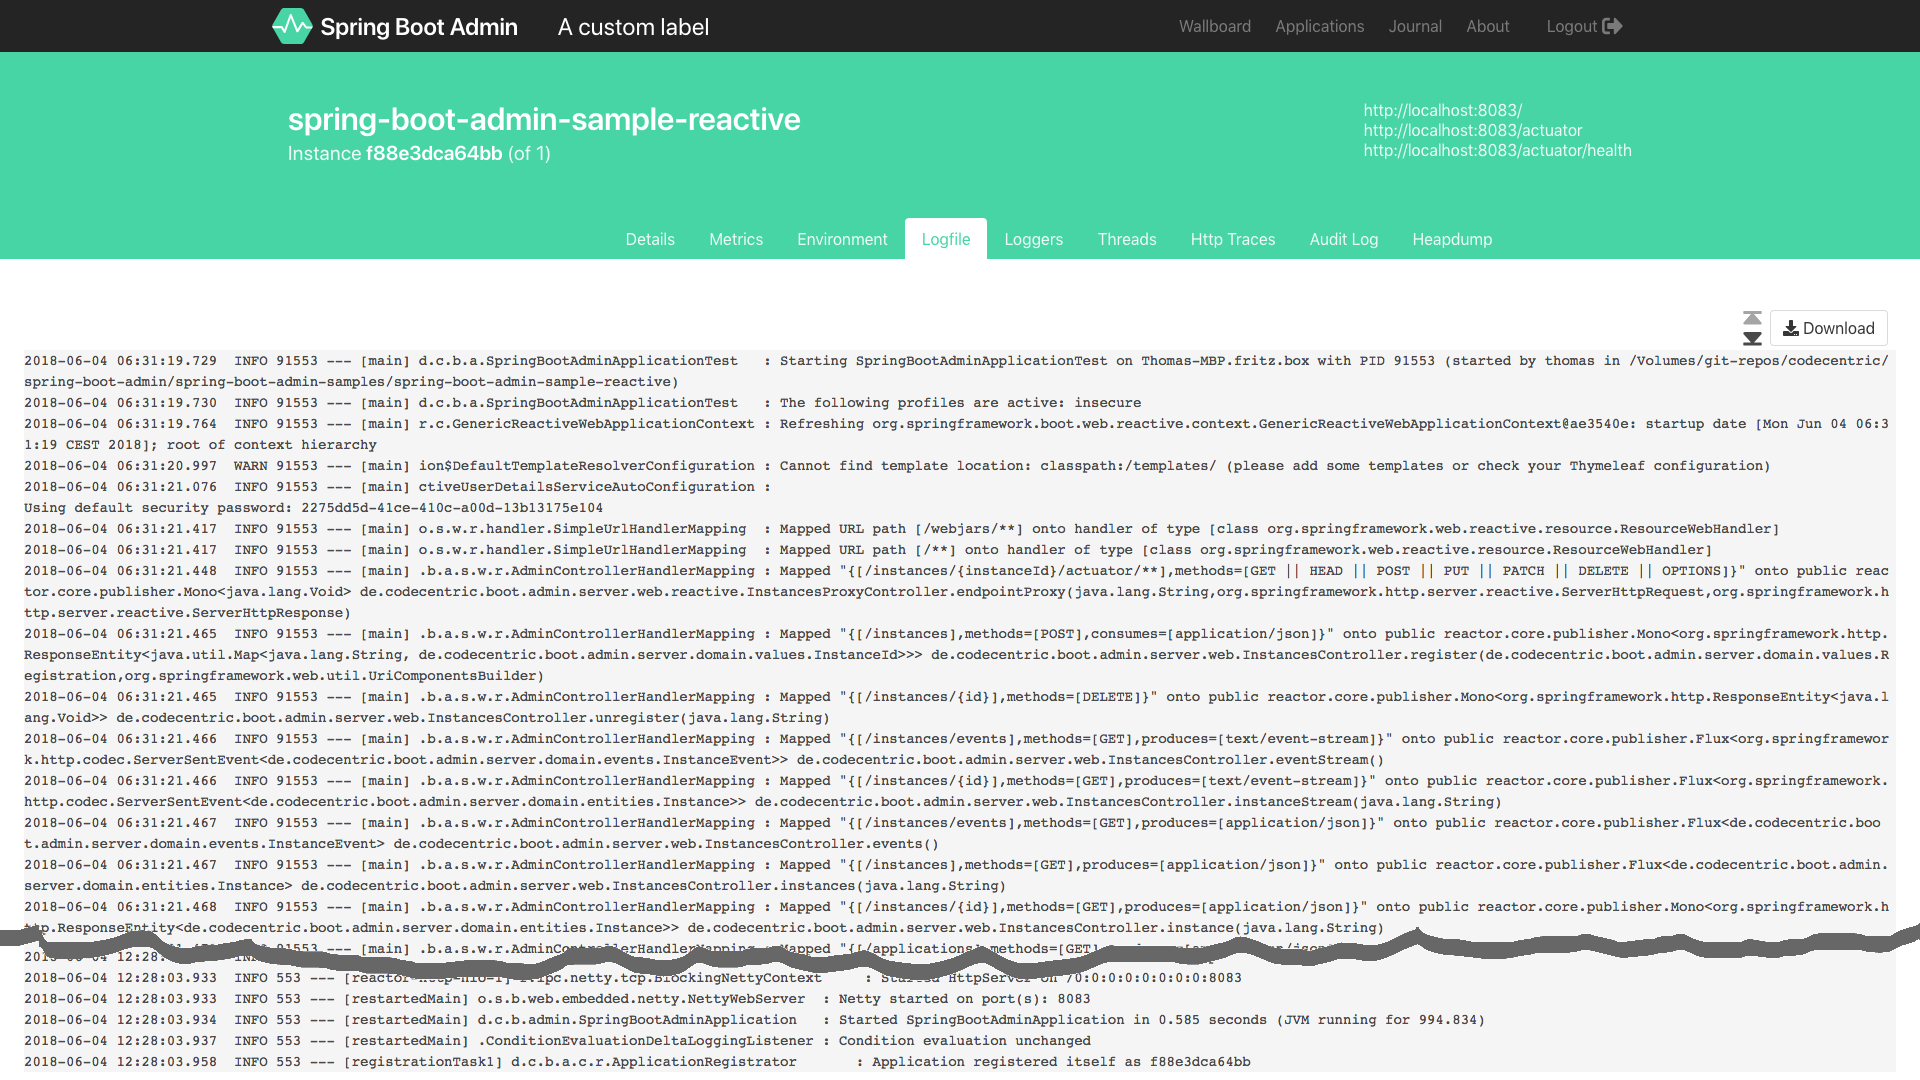 Spring Boot Admin A custom label Wallboard Applications Journal About Logout
spring-boot-admin-sample-reactive
Instance f88e3dca64bb (of 1)
http://localhost:8083/
http://localhost:8083/actuator
http://localhost:8083/actuator/health
Details Metrics Environment Logfile Loggers Threads Http Traces Audit Log Heapdump
Download
2018-06-04 06:31:19.729  INFO 91553 --- [main] d.c.b.a.SpringBootAdminApplicationTest   : Starting SpringBootAdminApplicationTest on Thomas-MBP.fritz.box with PID 91553 (started by thomas in /Volumes/git-repos/codecentric/
spring-boot-admin/spring-boot-admin-samples/spring-boot-admin-sample-reactive)
2018-06-04 06:31:19.730  INFO 91553 --- [main] d.c.b.a.SpringBootAdminApplicationTest   : The following profiles are active: insecure
2018-06-04 06:31:19.764  INFO 91553 --- [main] r.c.GenericReactiveWebApplicationContext : Refreshing org.springframework.boot.web.reactive.context.GenericReactiveWebApplicationContext@ae3540e: startup date [Mon Jun 04 06:3
1:19 CEST 2018]; root of context hierarchy
2018-06-04 06:31:20.997  WARN 91553 --- [main] ion$DefaultTemplateResolverConfiguration : Cannot find template location: classpath:/templates/ (please add some templates or check your Thymeleaf configuration)
2018-06-04 06:31:21.076  INFO 91553 --- [main] ctiveUserDetailsServiceAutoConfiguration :
Using default security password: 2275dd5d-41ce-410c-a00d-13b13175e104
2018-06-04 06:31:21.417  INFO 91553 --- [main] o.s.w.r.handler.SimpleUrlHandlerMapping  : Mapped URL path [/webjars/**] onto handler of type [class org.springframework.web.reactive.resource.ResourceWebHandler]
2018-06-04 06:31:21.417  INFO 91553 --- [main] o.s.w.r.handler.SimpleUrlHandlerMapping  : Mapped URL path [/**] onto handler of type [class org.springframework.web.reactive.resource.ResourceWebHandler]
2018-06-04 06:31:21.448  INFO 91553 --- [main] .b.a.s.w.r.AdminControllerHandlerMapping : Mapped "{[/instances/{instanceId}/actuator/**],methods=[GET || HEAD || POST || PUT || PATCH || DELETE || OPTIONS]}" onto public reac
tor.core.publisher.Mono<java.lang.Void> de.codecentric.boot.admin.server.web.reactive.InstancesProxyController.endpointProxy(java.lang.String,org.springframework.http.server.reactive.ServerHttpRequest,org.springframework.h
ttp.server.reactive.ServerHttpResponse)
2018-06-04 06:31:21.465  INFO 91553 --- [main] .b.a.s.w.r.AdminControllerHandlerMapping : Mapped "{[/instances],methods=[POST],consumes=[application/json]}" onto public reactor.core.publisher.Mono<org.springframework.http.
ResponseEntity<java.util.Map<java.lang.String, de.codecentric.boot.admin.server.domain.values.InstanceId>>> de.codecentric.boot.admin.server.web.InstancesController.register(de.codecentric.boot.admin.server.domain.values.R
egistration,org.springframework.web.util.UriComponentsBuilder)
2018-06-04 06:31:21.465  INFO 91553 --- [main] .b.a.s.w.r.AdminControllerHandlerMapping : Mapped "{[/instances/{id}],methods=[DELETE]}" onto public reactor.core.publisher.Mono<org.springframework.http.ResponseEntity<java.l
ang.Void>> de.codecentric.boot.admin.server.web.InstancesController.unregister(java.lang.String)
2018-06-04 06:31:21.466  INFO 91553 --- [main] .b.a.s.w.r.AdminControllerHandlerMapping : Mapped "{[/instances/events],methods=[GET],produces=[text/event-stream]}" onto public reactor.core.publisher.Flux<org.springframewor
k.http.codec.ServerSentEvent<de.codecentric.boot.admin.server.domain.events.InstanceEvent>> de.codecentric.boot.admin.server.web.InstancesController.eventStream()
2018-06-04 06:31:21.466  INFO 91553 --- [main] .b.a.s.w.r.AdminControllerHandlerMapping : Mapped "{[/instances/{id}],methods=[GET],produces=[text/event-stream]}" onto public reactor.core.publisher.Flux<org.springframework.
http.codec.ServerSentEvent<de.codecentric.boot.admin.server.domain.entities.Instance>> de.codecentric.boot.admin.server.web.InstancesController.instanceStream(java.lang.String)
2018-06-04 06:31:21.467  INFO 91553 --- [main] .b.a.s.w.r.AdminControllerHandlerMapping : Mapped "{[/instances/events],methods=[GET],produces=[application/json]}" onto public reactor.core.publisher.Flux<de.codecentric.boo
t.admin.server.domain.events.InstanceEvent> de.codecentric.boot.admin.server.web.InstancesController.events()
2018-06-04 06:31:21.467  INFO 91553 --- [main] .b.a.s.w.r.AdminControllerHandlerMapping : Mapped "{[/instances],methods=[GET],produces=[application/json]}" onto public reactor.core.publisher.Flux<de.codecentric.boot.admin.
server.domain.entities.Instance> de.codecentric.boot.admin.server.web.InstancesController.instances(java.lang.String)
2018-06-04 06:31:21.468  INFO 91553 --- [main] .b.a.s.w.r.AdminControllerHandlerMapping : Mapped "{[/instances/{id}],methods=[GET],produces=[application/json]}" onto public reactor.core.publisher.Mono<org.springframework.h
ttp.ResponseEntity<de.codecentric.boot.admin.server.domain.entities.Instance>> de.codecentric.boot.admin.server.web.InstancesController.instance(java.lang.String)
91553 --- [main] .b.a.s.w.r.AdminControllerHandlerMapping : Mapped "{[/applications],methods=[GET]
12:28:
2018-06-04 12:28:03.933  INFO 553 --- : Started HttpServer on /0:0:0:0:0:0:0:0:8083
2018-06-04 12:28:03.933  INFO 553 --- [restartedMain] o.s.b.web.embedded.netty.NettyWebServer  : Netty started on port(s): 8083
2018-06-04 12:28:03.934  INFO 553 --- [restartedMain] d.c.b.admin.SpringBootAdminApplication   : Started SpringBootAdminApplication in 0.585 seconds (JVM running for 994.834)
2018-06-04 12:28:03.937  INFO 553 --- [restartedMain] .ConditionEvaluationDeltaLoggingListener : Condition evaluation unchanged
2018-06-04 12:28:03.958  INFO 553 --- [registrationTask1] d.c.b.a.c.r.ApplicationRegistrator       : Application registered itself as f88e3dca64bb